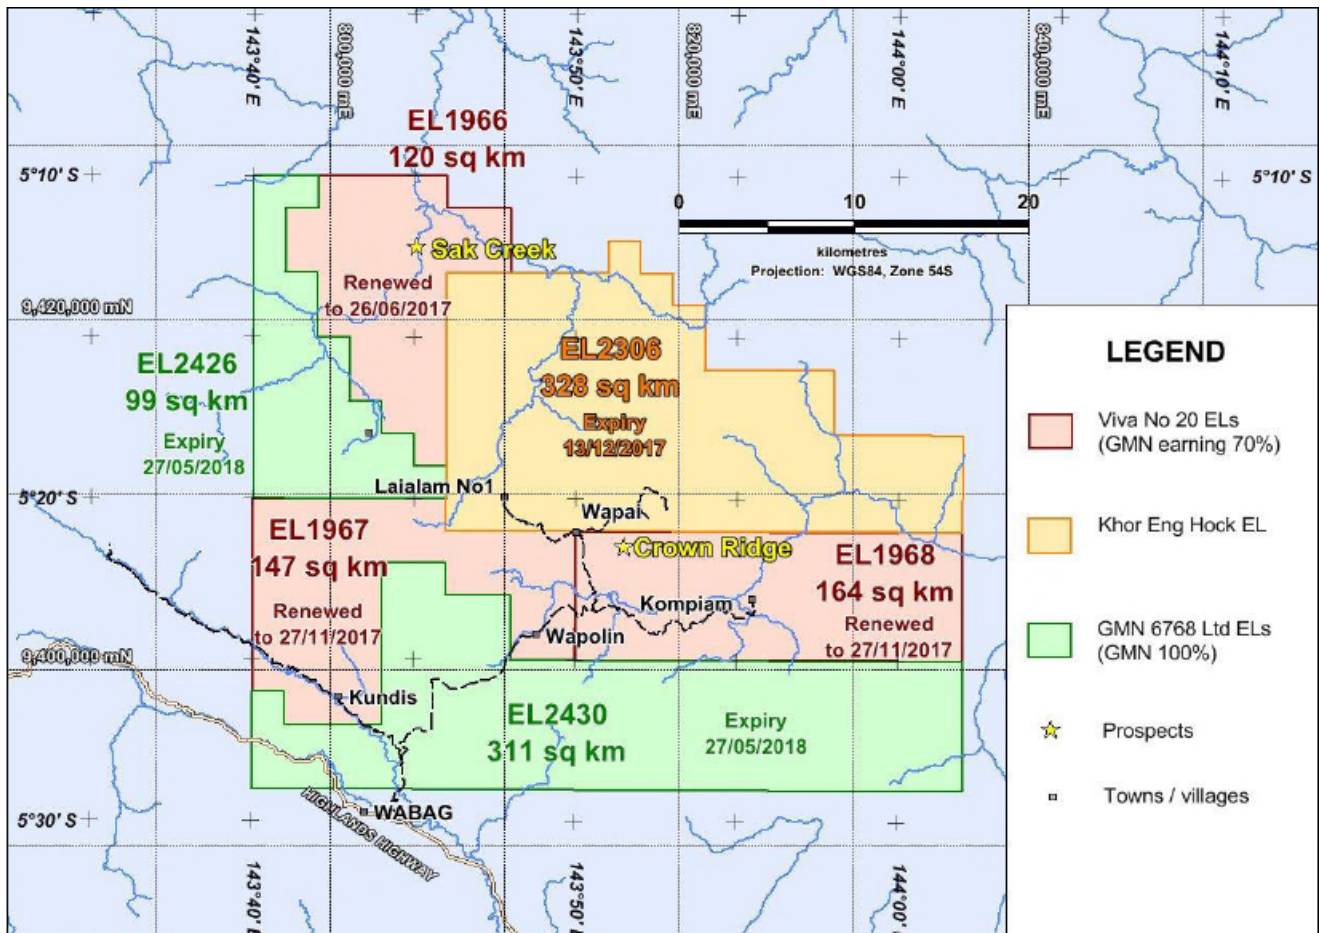 143°40' E
800,000 mE
143°50' E
820,000 mE
144°00' E
840,000 mE
144°10' E
EL1966
120 sq km
5°10' S
5°10' S
0
10
20
kilometres
Projection: WGS84, Zone 54S
Sak Creek
Renewed
to 26/06/2017
9,420,000 mN
EL2426
99 sq km
Expiry
27/05/2018
EL2306
328 sq km
Expiry
13/12/2017
LEGEND
Viva No 20 ELs
(GMN earning 70%)
Khor Eng Hock EL
GMN 6768 Ltd ELs
(GMN 100%)
Prospects
Towns / villages
5°20' S
Laialam No1
Wapai
EL1967
147 sq km
Renewed
to 27/11/2017
Crown Ridge
EL1968
164 sq km
Renewed
to 27/11/2017
Kompiam
Wapolin
9,400,000 mN
Kundis
EL2430
311 sq km
Expiry
27/05/2018
5°30' S
WABAG
HIGHLANDS HIGHWAY
143°40' E
143°50' E
144°00' E